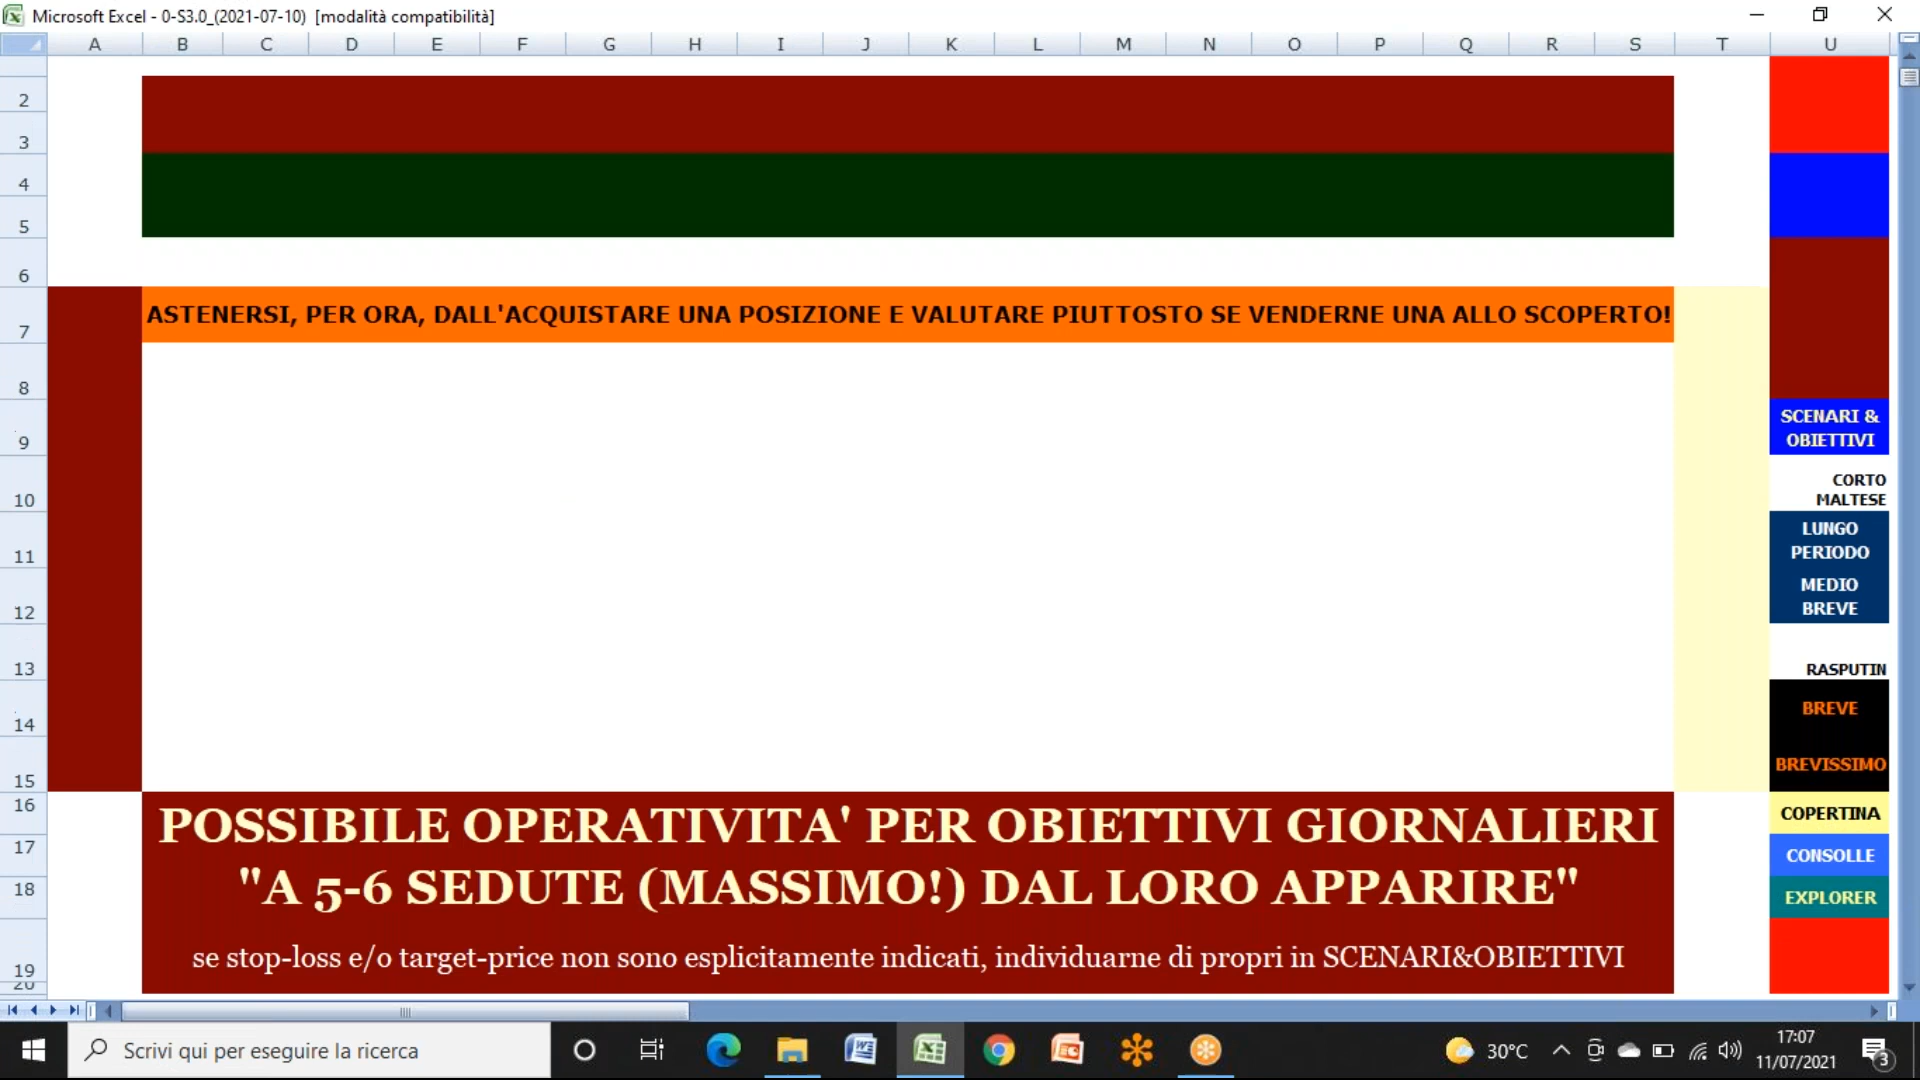 Microsoft Excel - 0-S3.0_(2021-07-10) [modalità compatibilità]
A B C D E F G H I J K L M N O P Q R S T U
2
3
4
5
6
7
ASTENERSI, PER ORA, DALL'ACQUISTARE UNA POSIZIONE E VALUTARE PIUTTOSTO SE VENDERNE UNA ALLO SCOPERTO!
8
9
SCENARI &
OBIETTIVI
10
CORTO
MALTESE
11
LUNGO
PERIODO
12
MEDIO
BREVE
13
RASPUTIN
14
BREVE
15
BREVISSIMO
16
POSSIBILE OPERATIVITA' PER OBIETTIVI GIORNALIERI
COPERTINA
17
CONSOLLE
18
"A 5-6 SEDUTE (MASSIMO!) DAL LORO APPARIRE"
EXPLORER
19
se stop-loss e/o target-price non sono esplicitamente indicati, individuarne di propri in SCENARI&OBIETTIVI
20
Scrivi qui per eseguire la ricerca
30°C
17:07
11/07/2021
3